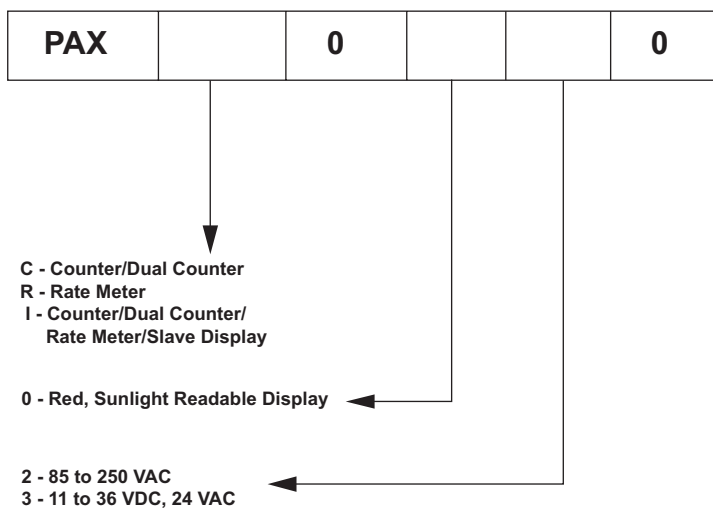 PAX 0 0
C - Counter/Dual Counter
R - Rate Meter
I - Counter/Dual Counter/
Rate Meter/Slave Display
0 - Red, Sunlight Readable Display
2 - 85 to 250 VAC
3 - 11 to 36 VDC, 24 VAC